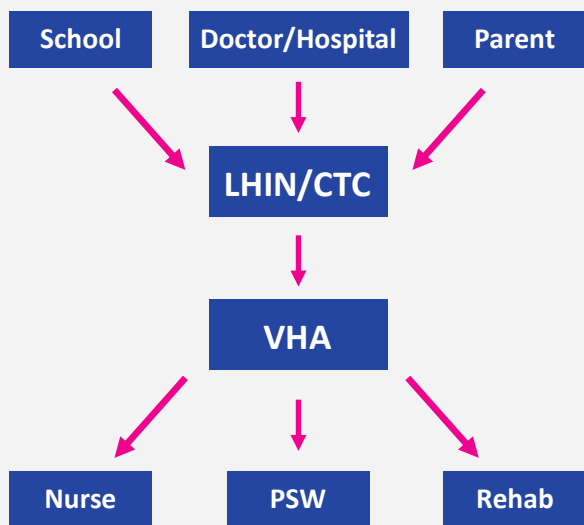 School
Doctor/Hospital
Parent
LHIN/CTC
VHA
Nurse
PSW
Rehab